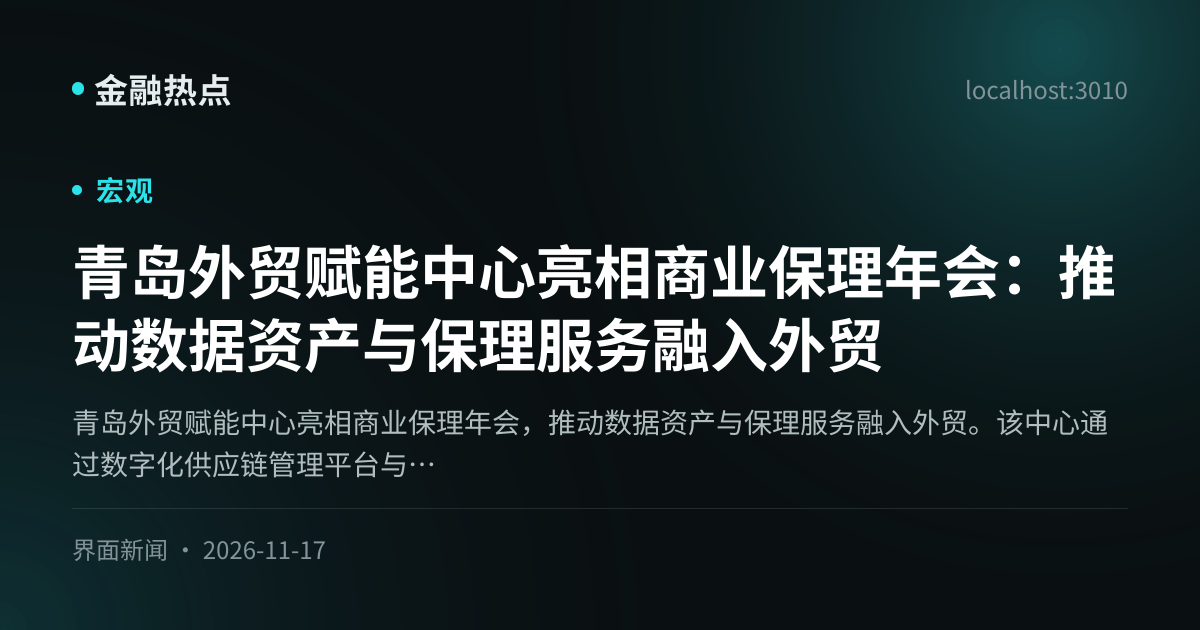 金融热点
localhost:3010
宏观
青岛外贸赋能中心亮相商业保理年会：推
动数据资产与保理服务融入外贸
青岛外贸赋能中心亮相商业保理年会，推动数据资产与保理服务融入外贸。该中心通
过数字化供应链管理平台与…
界面新闻 • 2026-11-17